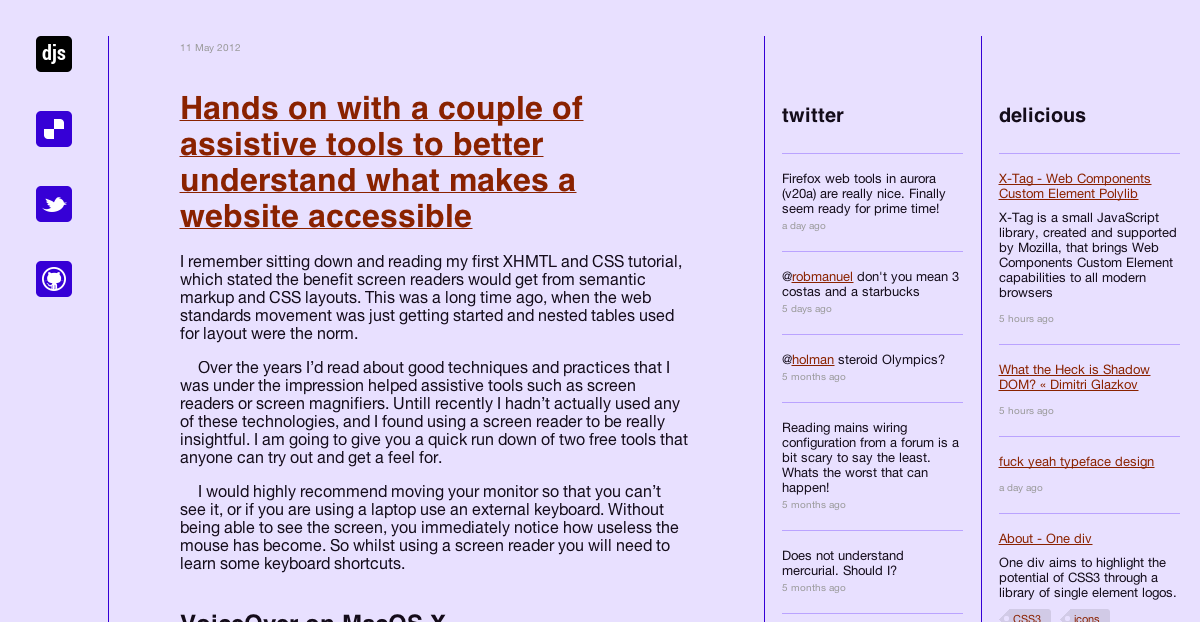 djs
11 May 2012
Hands on with a couple of
assistive tools to better
understand what makes a
website accessible
I remember sitting down and reading my first XHMTL and CSS tutorial,
which stated the benefit screen readers would get from semantic
markup and CSS layouts. This was a long time ago, when the web
standards movement was just getting started and nested tables used
for layout were the norm.
Over the years I’d read about good techniques and practices that I
was under the impression helped assistive tools such as screen
readers or screen magnifiers. Untill recently I hadn’t actually used any
of these technologies, and I found using a screen reader to be really
insightful. I am going to give you a quick run down of two free tools that
anyone can try out and get a feel for.
I would highly recommend moving your monitor so that you can’t
see it, or if you are using a laptop use an external keyboard. Without
being able to see the screen, you immediately notice how useless the
mouse has become. So whilst using a screen reader you will need to
learn some keyboard shortcuts.
VoiceOver on MacOS X
twitter
Firefox web tools in aurora
(v20a) are really nice. Finally
seem ready for prime time!
a day ago
@robmanuel don't you mean 3
costas and a starbucks
5 days ago
@holman steroid Olympics?
5 months ago
Reading mains wiring
configuration from a forum is a
bit scary to say the least.
Whats the worst that can
happen!
5 months ago
Does not understand
mercurial. Should I?
5 months ago
delicious
X-Tag - Web Components
Custom Element Polylib
X-Tag is a small JavaScript
library, created and supported
by Mozilla, that brings Web
Components Custom Element
capabilities to all modern
browsers
5 hours ago
What the Heck is Shadow
DOM? « Dimitri Glazkov
5 hours ago
fuck yeah typeface design
a day ago
About - One div
One div aims to highlight the
potential of CSS3 through a
library of single element logos.
CSS3 icons